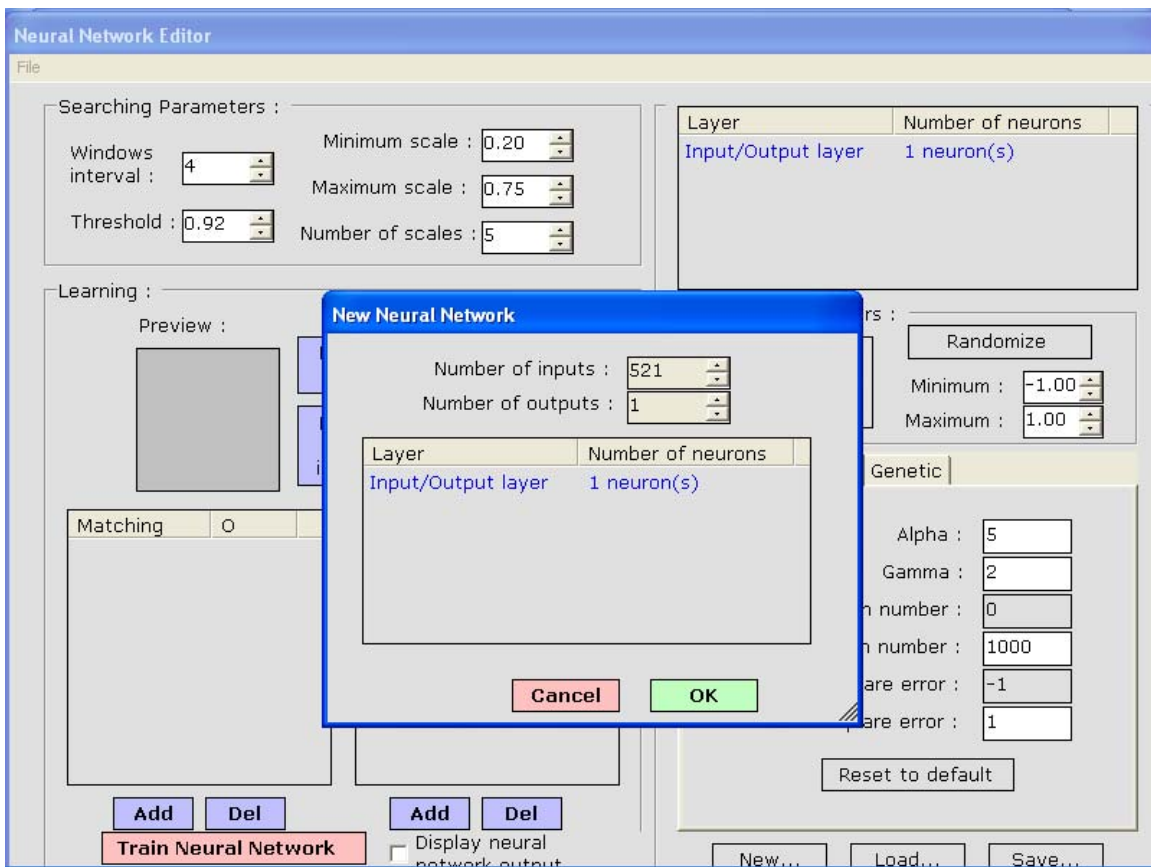 Neural Network Editor
File
Searching Parameters :
Windows
interval : 4
Threshold : 0.92
Minimum scale : 0.20
Maximum scale : 0.75
Number of scales : 5
Layer Number of neurons
Input/Output layer 1 neuron(s)
Learning :
Preview :
Matching O
Add Del
Train Neural Network
Add Del
Display neural
network output
New Neural Network
Number of inputs : 521
Number of outputs : 1
Layer Number of neurons
Input/Output layer 1 neuron(s)
Cancel OK
rs :
Randomize
Minimum : -1.00
Maximum : 1.00
Genetic
Alpha : 5
Gamma : 2
number : 0
number : 1000
are error : -1
are error : 1
Reset to default
New... Load... Save...